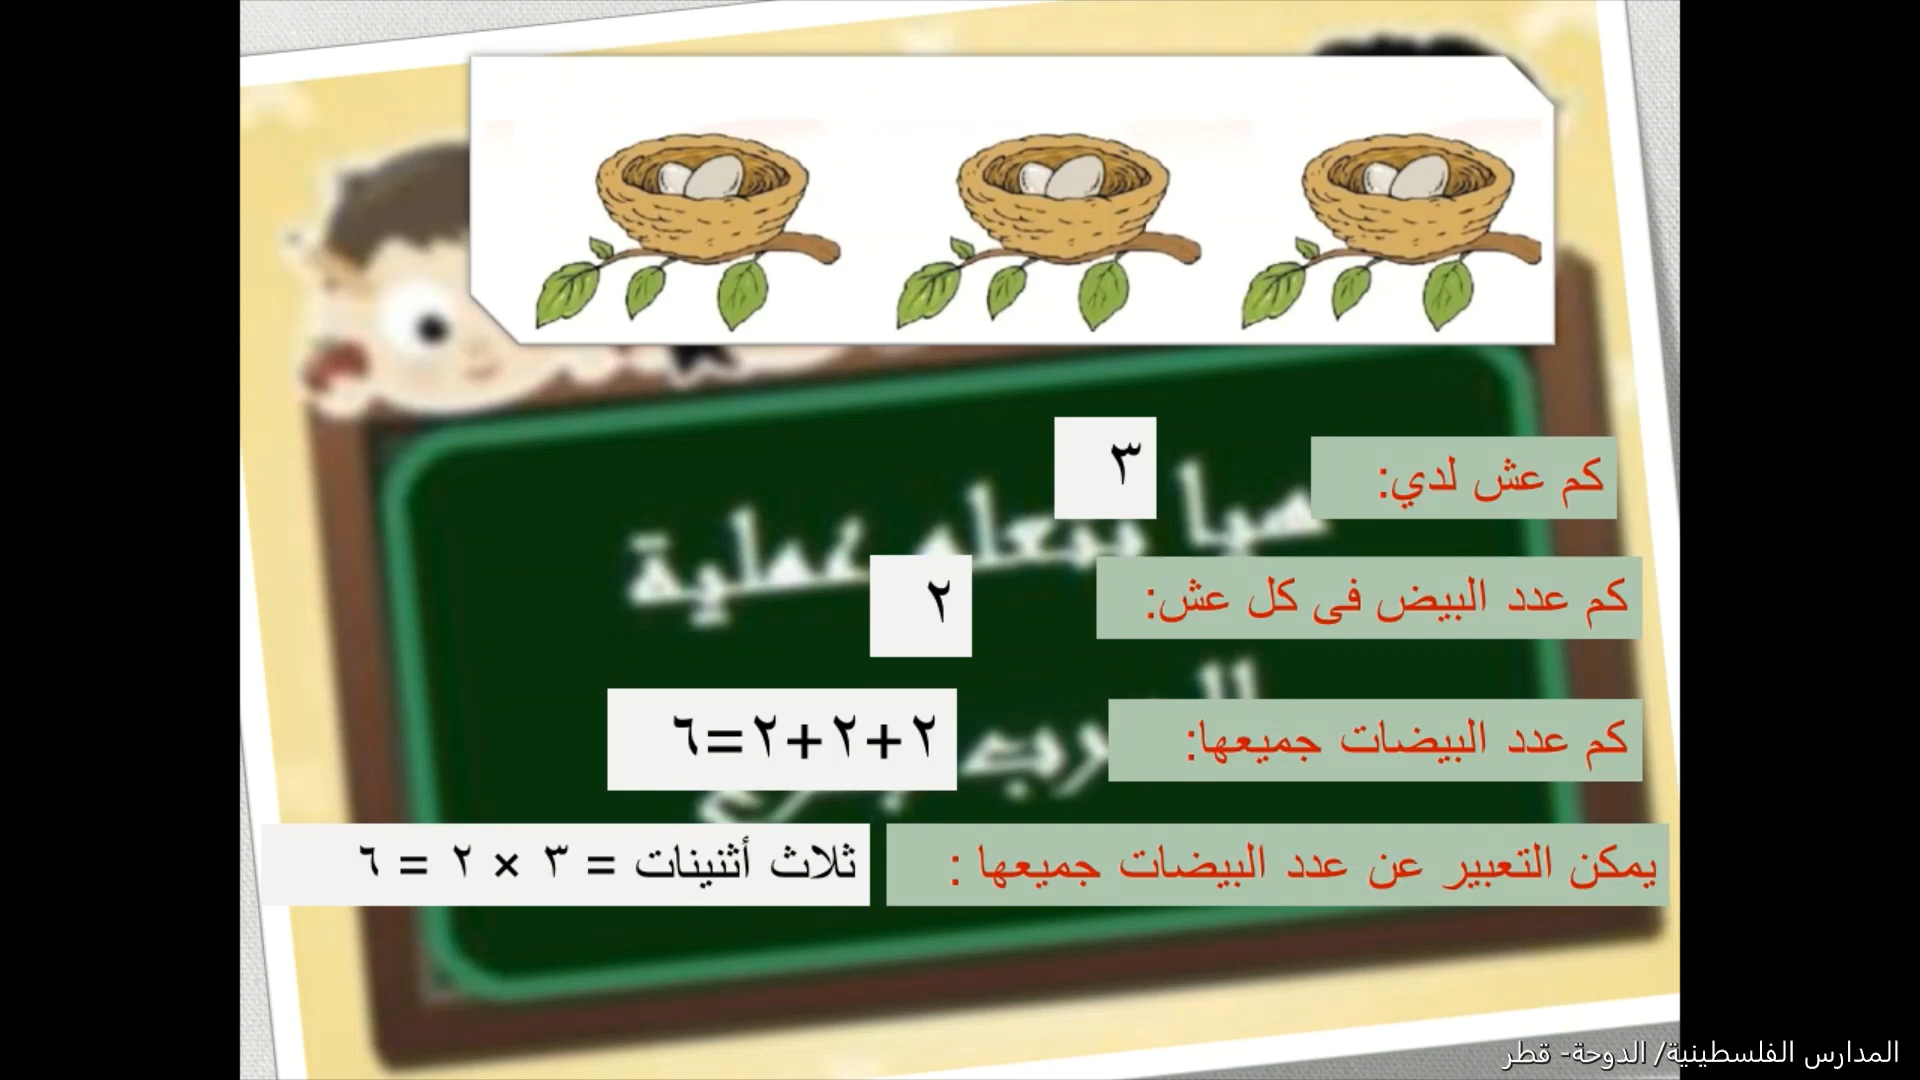 كم عش لدي: ٣
كم عدد البيض فى كل عش: ٢
كم عدد البيضات جميعها: ٢+٢+٢=٦
يمكن التعبير عن عدد البيضات جميعها : ثلاث أثنينات = ٣ × ٢ = ٦
عملية
المدارس الفلسطينية/ الدوحة- قطر